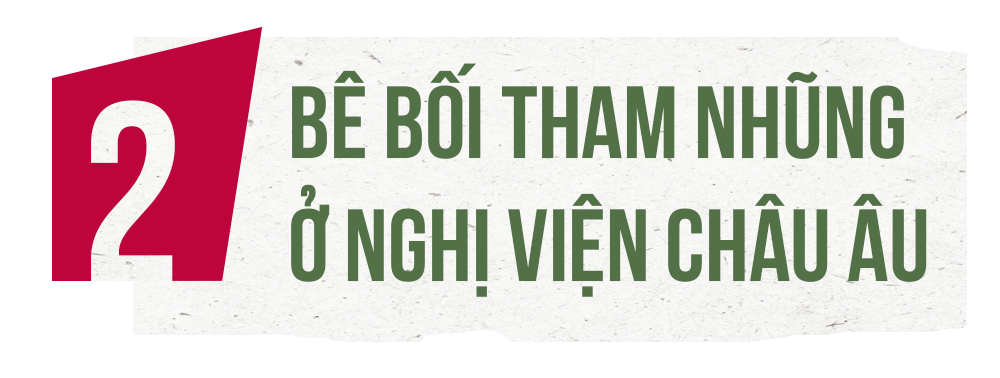 2
BÊ BỐI THAM NHŨNG
Ở NGHỊ VIỆN CHÂU ÂU